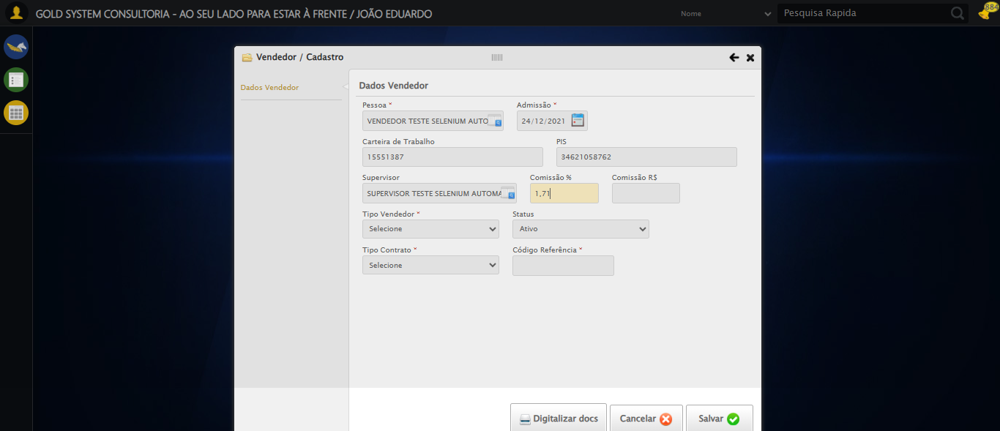 GOLD SYSTEM CONSULTORIA - AO SEU LADO PARA ESTAR À FRENTE / JOÃO EDUARDO
Nome
Pesquisa Rapida
884
Vendedor / Cadastro
Dados Vendedor
Dados Vendedor
Pessoa * Admissão *
VENDEDOR TESTE SELENIUM AUTO 24/12/2021
Carteira de Trabalho PIS
15551387 34621058762
Supervisor Comissão % Comissão R$
SUPERVISOR TESTE SELENIUM AUTOMA 1,71
Tipo Vendedor * Status
Selecione Ativo
Tipo Contrato * Código Referência *
Selecione
Digitalizar docs Cancelar Salvar